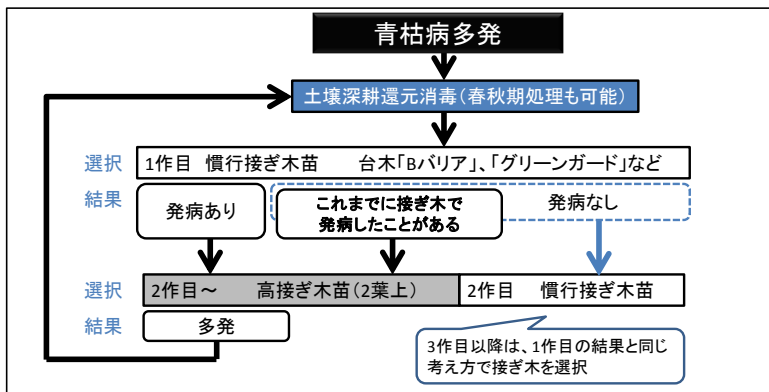 青枯病多発
土壌深耕還元消毒(春秋期処理も可能)
選択
1作目 慣行接ぎ木苗 台木「Bバリア」、「グリーンガード」など
結果
発病あり
これまでに接ぎ木で
発病したことがある
発病なし
選択
2作目～ 高接ぎ木苗(2葉上)
2作目 慣行接ぎ木苗
結果
多発
3作目以降は、1作目の結果と同じ
考え方で接ぎ木を選択